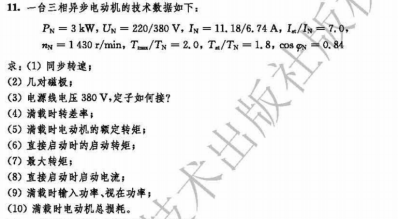 11. 一台三相异步电动机的技术数据如下：
P_N = 3 kW, U_N = 220/380 V, I_N = 11.18/6.74 A, I_st/I_N = 7.0,
n_N = 1 430 r/min, T_max/T_N = 2.0, T_st/T_N = 1.8, cos φ_N = 0.84
求：(1) 同步转速；
(2) 几对磁极；
(3) 电源线电压 380 V，定子如何接？
(4) 满载时转差率；
(5) 满载时电动机的额定转矩；
(6) 直接启动时的启动转矩；
(7) 最大转矩；
(8) 直接启动时启动电流；
(9) 满载时输入功率、视在功率；
(10) 满载时电动机总损耗。
技术出版社版权